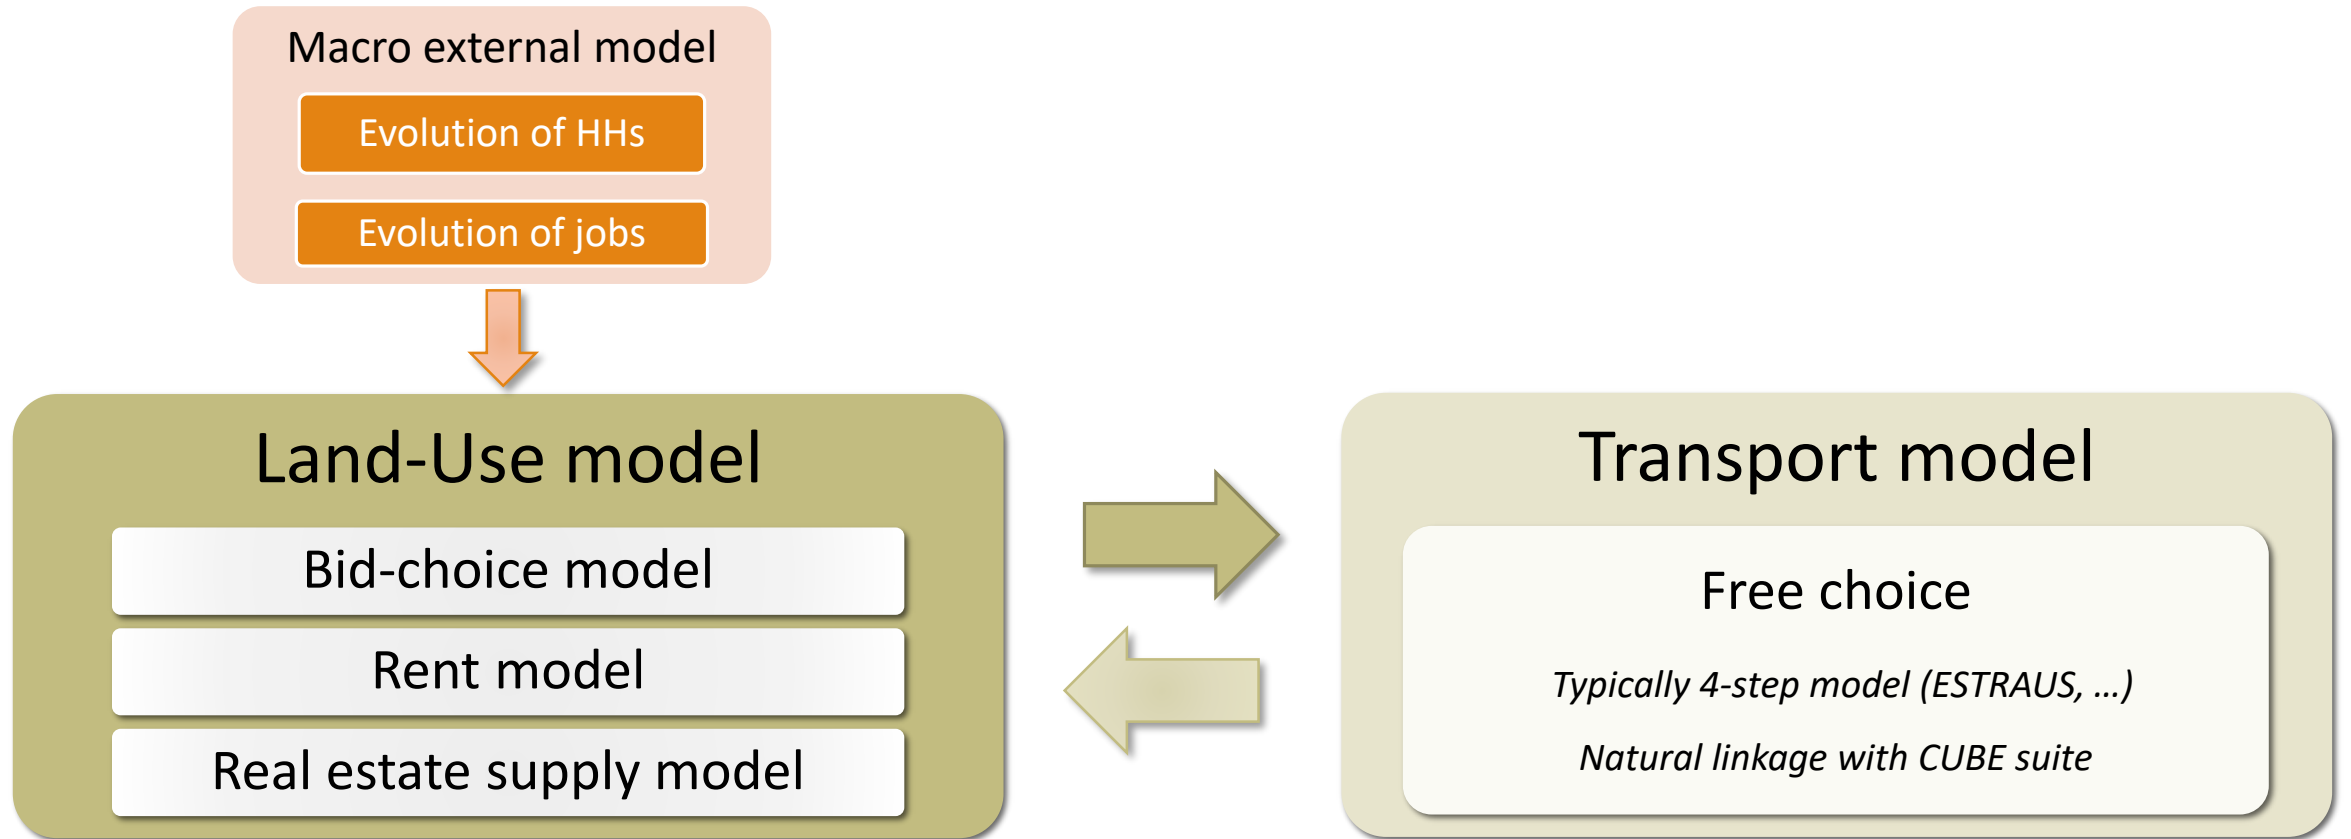 Macro external model
Evolution of HHs
Evolution of jobs
Land-Use model
Bid-choice model
Rent model
Real estate supply model
Transport model
Free choice
Typically 4-step model (ESTRAUS, …)
Natural linkage with CUBE suite